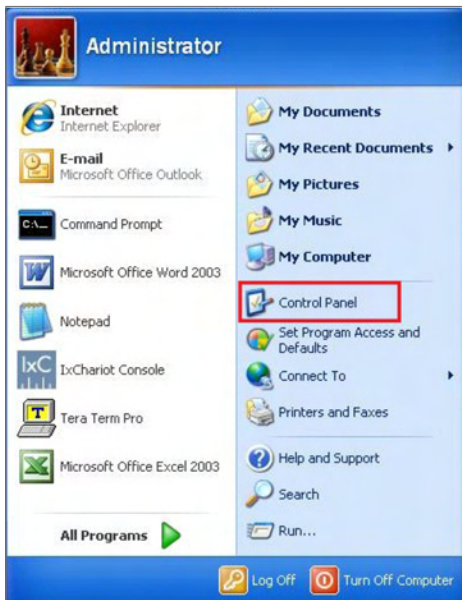 Administrator
Internet
Internet Explorer
E-mail
Microsoft Office Outlook
C:\_
Command Prompt
W
Microsoft Office Word 2003
Notepad
IxC
IxChariot Console
T
Tera Term Pro
Microsoft Office Excel 2003
All Programs
My Documents
My Recent Documents
My Pictures
My Music
My Computer
Control Panel
Set Program Access and
Defaults
Connect To
Printers and Faxes
Help and Support
Search
Run...
Log Off
Turn Off Computer